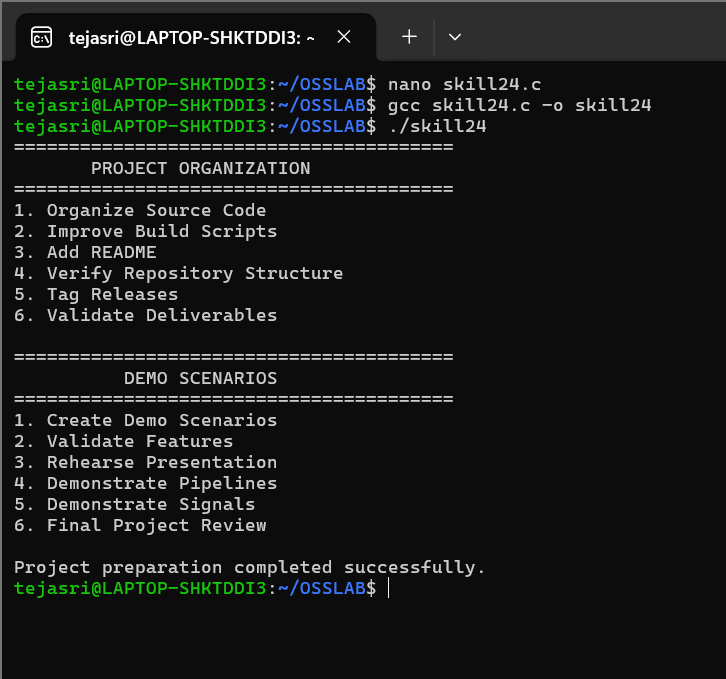 tejasri@LAPTOP-SHKTDDI3: ~
tejasri@LAPTOP-SHKTDDI3:~/OSSLAB$ nano skill24.c
tejasri@LAPTOP-SHKTDDI3:~/OSSLAB$ gcc skill24.c -o skill24
tejasri@LAPTOP-SHKTDDI3:~/OSSLAB$ ./skill24
========================================
       PROJECT ORGANIZATION
========================================
1. Organize Source Code
2. Improve Build Scripts
3. Add README
4. Verify Repository Structure
5. Tag Releases
6. Validate Deliverables

========================================
          DEMO SCENARIOS
========================================
1. Create Demo Scenarios
2. Validate Features
3. Rehearse Presentation
4. Demonstrate Pipelines
5. Demonstrate Signals
6. Final Project Review

Project preparation completed successfully.
tejasri@LAPTOP-SHKTDDI3:~/OSSLAB$